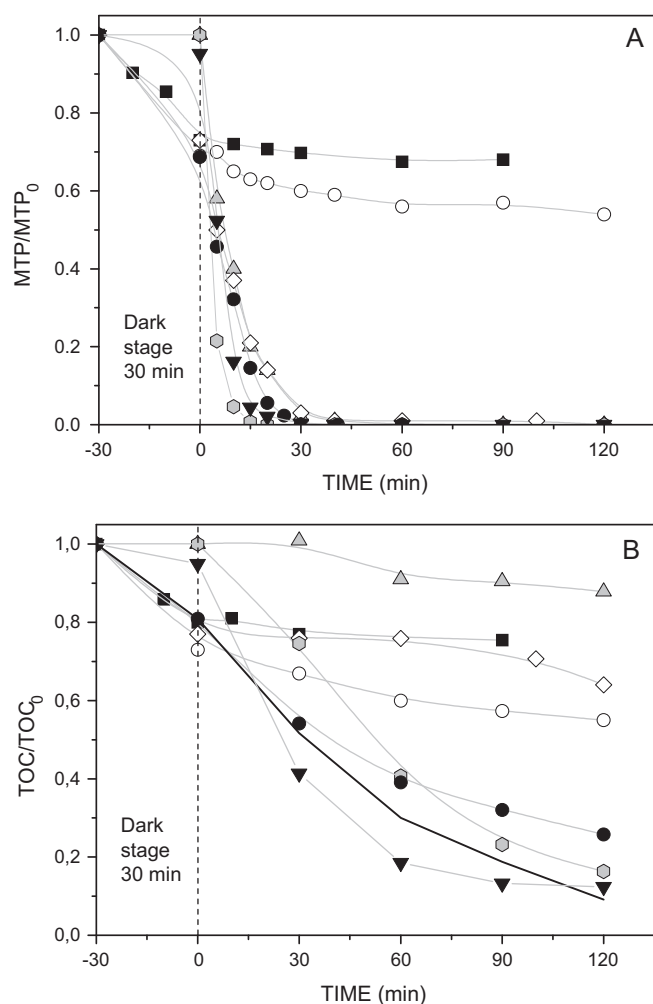 A
1.0
0.8
0.6
0.4
0.2
0.0
MTP/MTP0
Dark
stage
30 min
-30 0 30 60 90 120
TIME (min)
B
1,0
0,8
0,6
0,4
0,2
0,0
TOC/TOC0
Dark
stage
30 min
-30 0 30 60 90 120
TIME (min)